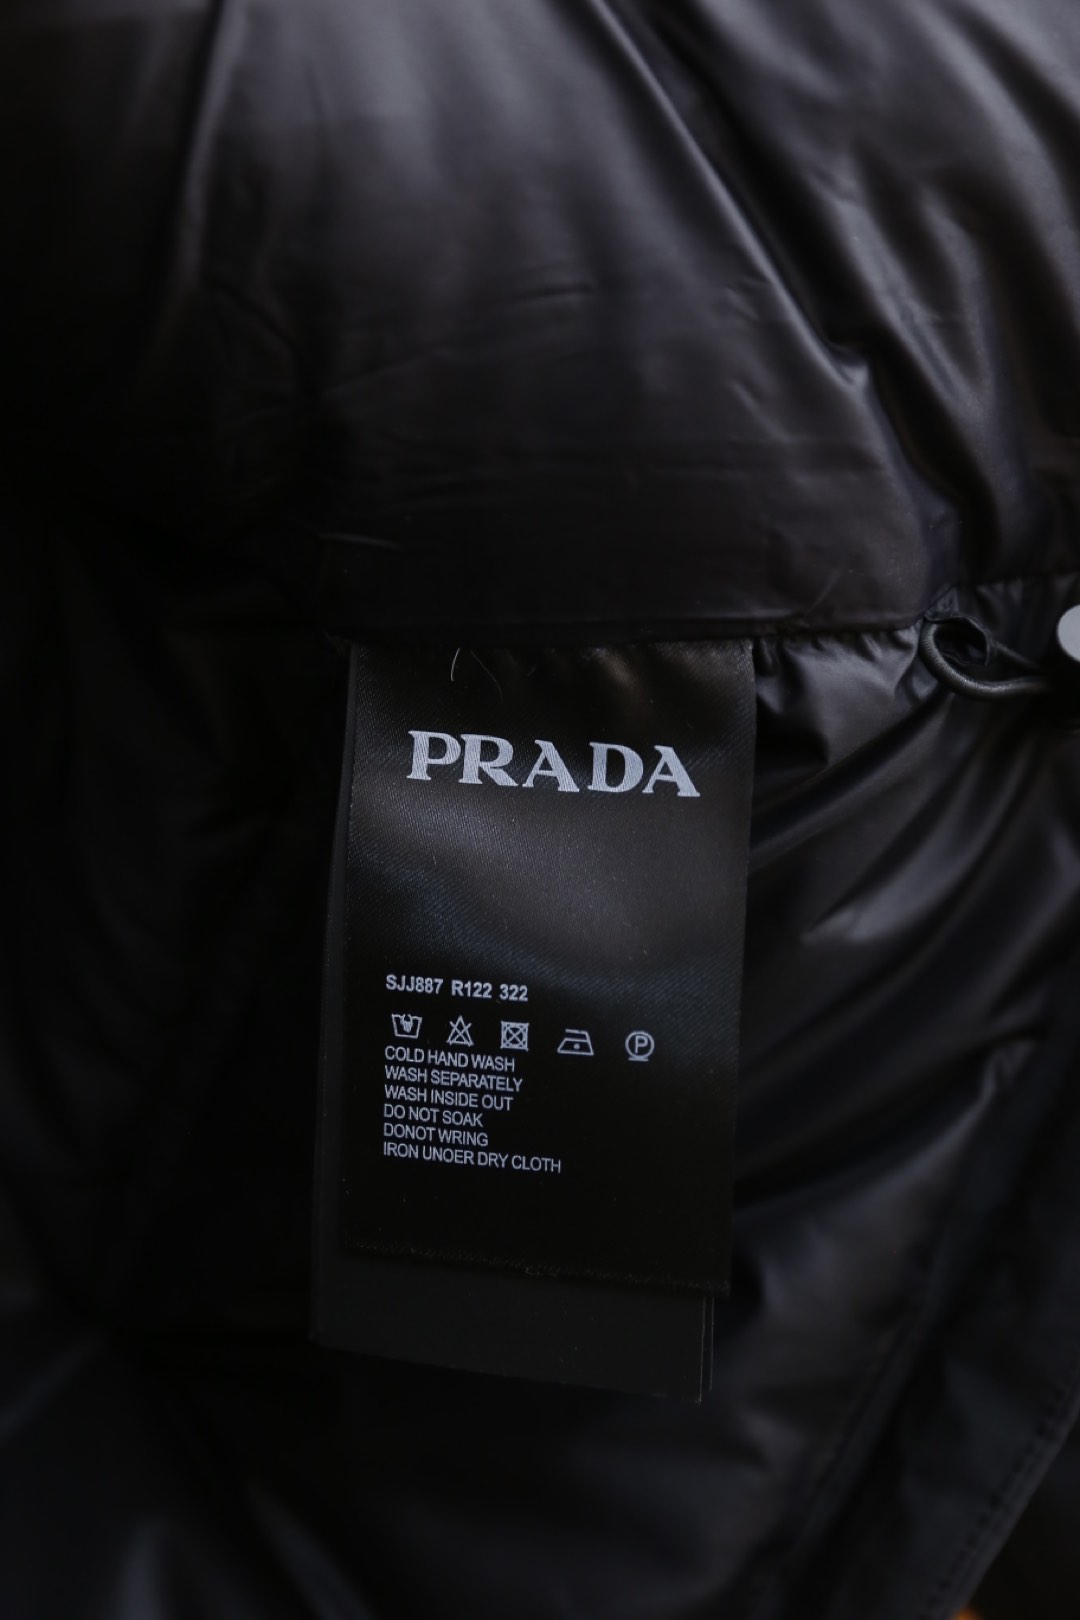 PRADA
SJJ887 R122 322
P
COLD HAND WASH
WASH SEPARATELY
WASH INSIDE OUT
DO NOT SOAK
DONOT WRING
IRON UNOER DRY CLOTH